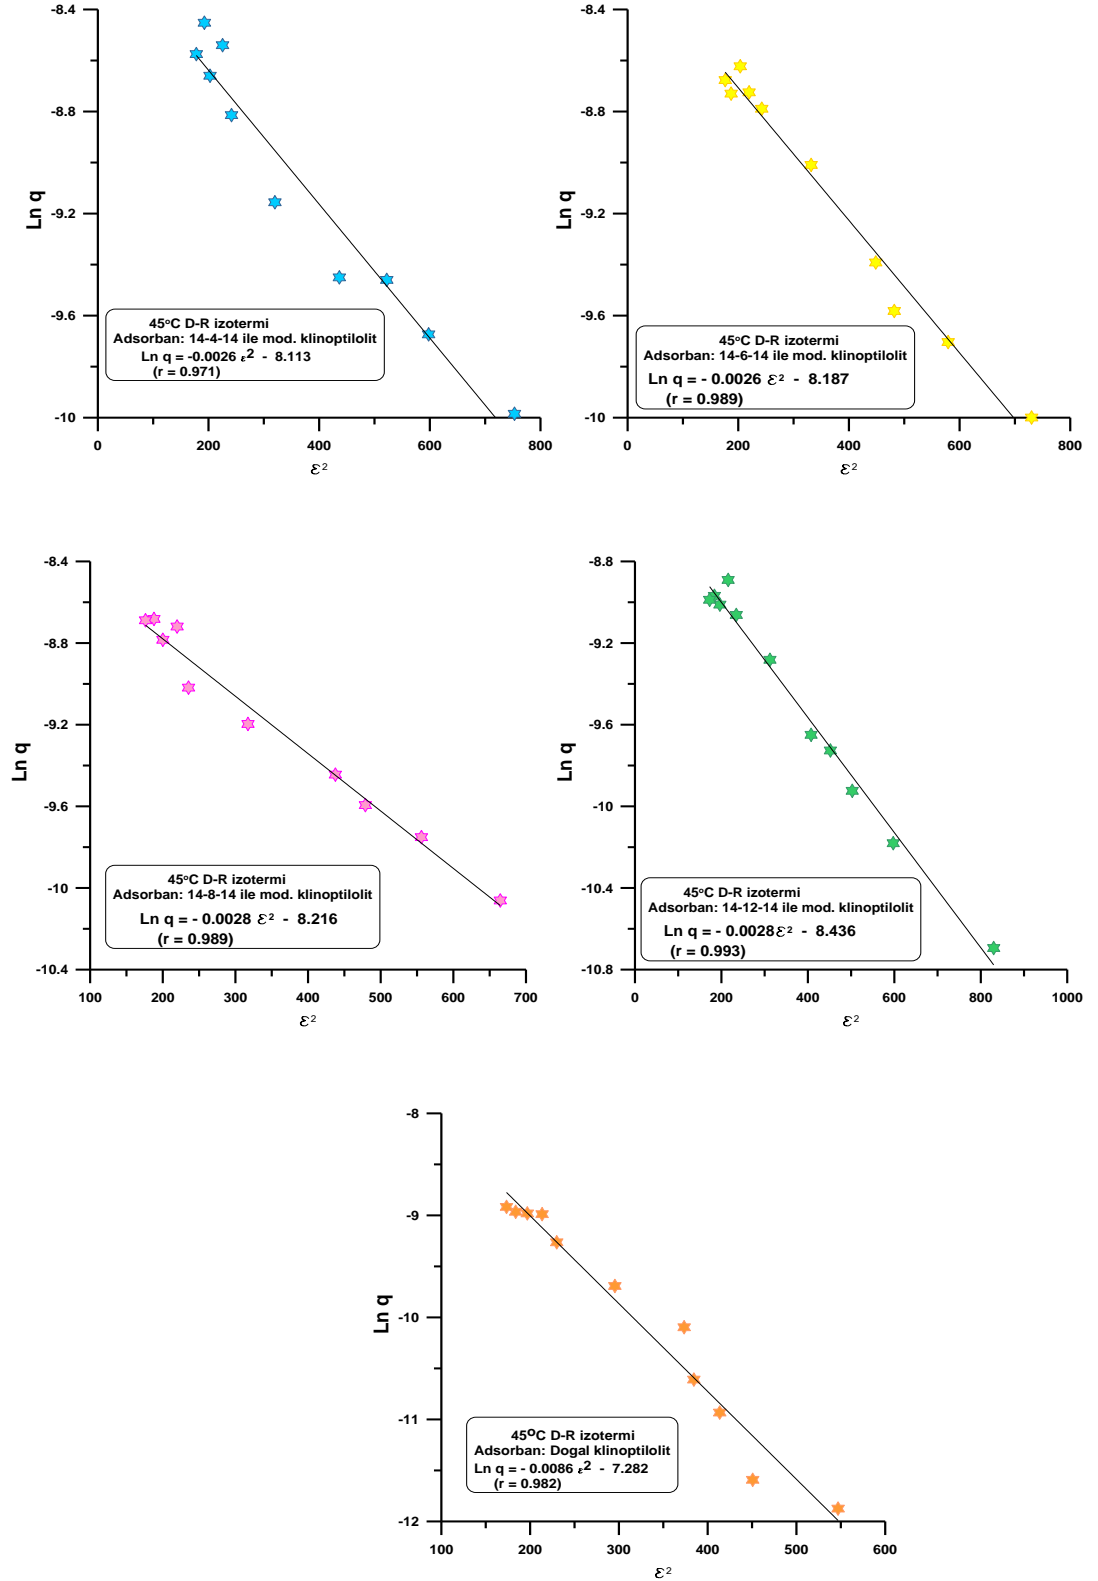 -8.4
-8.8
-9.2
-9.6
-10
Ln q
45°C D-R izotermi
Adsorban: 14-4-14 ile mod. klinoptilolit
Ln q = -0.0026 ε² - 8.113
(r = 0.971)
0 200 400 600 800
ε²
-8.4
-8.8
-9.2
-9.6
-10
Ln q
45°C D-R izotermi
Adsorban: 14-6-14 ile mod. klinoptilolit
Ln q = - 0.0026 ε² - 8.187
(r = 0.989)
0 200 400 600 800
ε²
-8.4
-8.8
-9.2
-9.6
-10
-10.4
Ln q
45°C D-R izotermi
Adsorban: 14-8-14 ile mod. klinoptilolit
Ln q = - 0.0028 ε² - 8.216
(r = 0.989)
100 200 300 400 500 600 700
ε²
-8.8
-9.2
-9.6
-10
-10.4
-10.8
Ln q
45°C D-R izotermi
Adsorban: 14-12-14 ile mod. klinoptilolit
Ln q = - 0.0028ε² - 8.436
(r = 0.993)
0 200 400 600 800 1000
ε²
-8
-9
-10
-11
-12
Ln q
45°C D-R izotermi
Adsorban: Dogal klinoptilolit
Ln q = - 0.0086 ε² - 7.282
(r = 0.982)
100 200 300 400 500 600
ε²